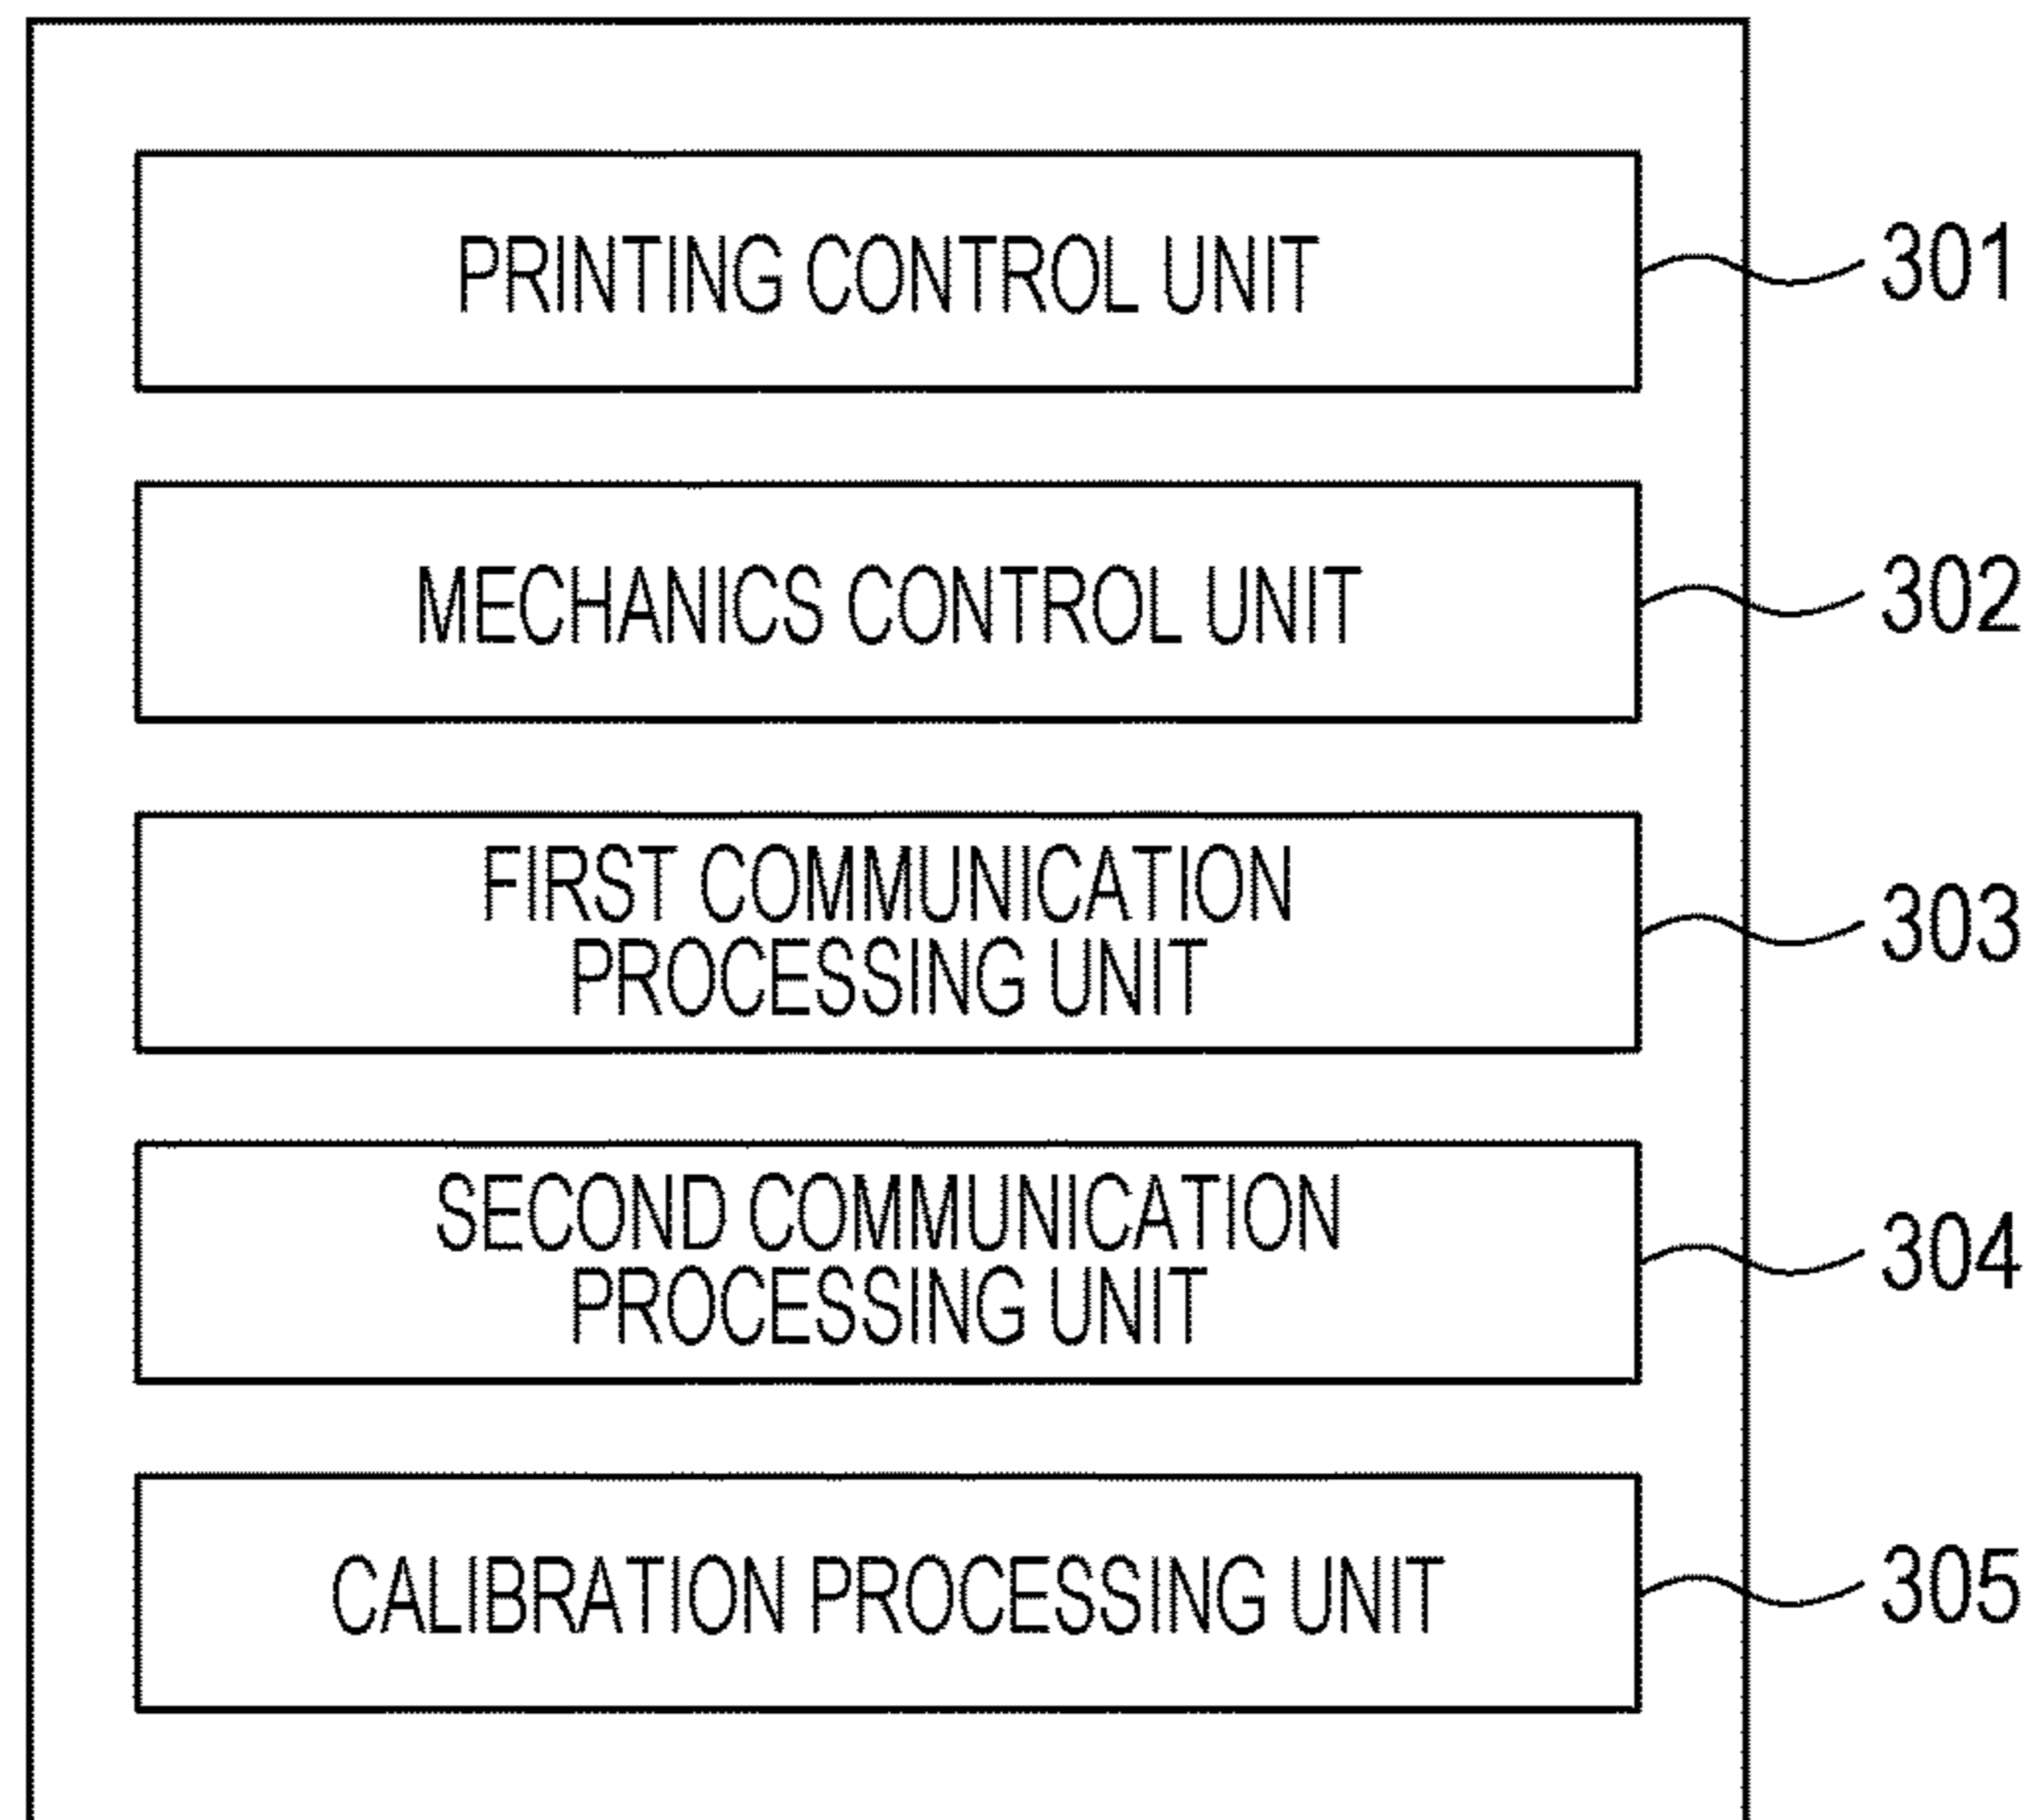 PRINTING CONTROL UNIT
301
MECHANICS CONTROL UNIT
302
FIRST COMMUNICATION
PROCESSING UNIT
303
SECOND COMMUNICATION
PROCESSING UNIT
304
CALIBRATION PROCESSING UNIT
305